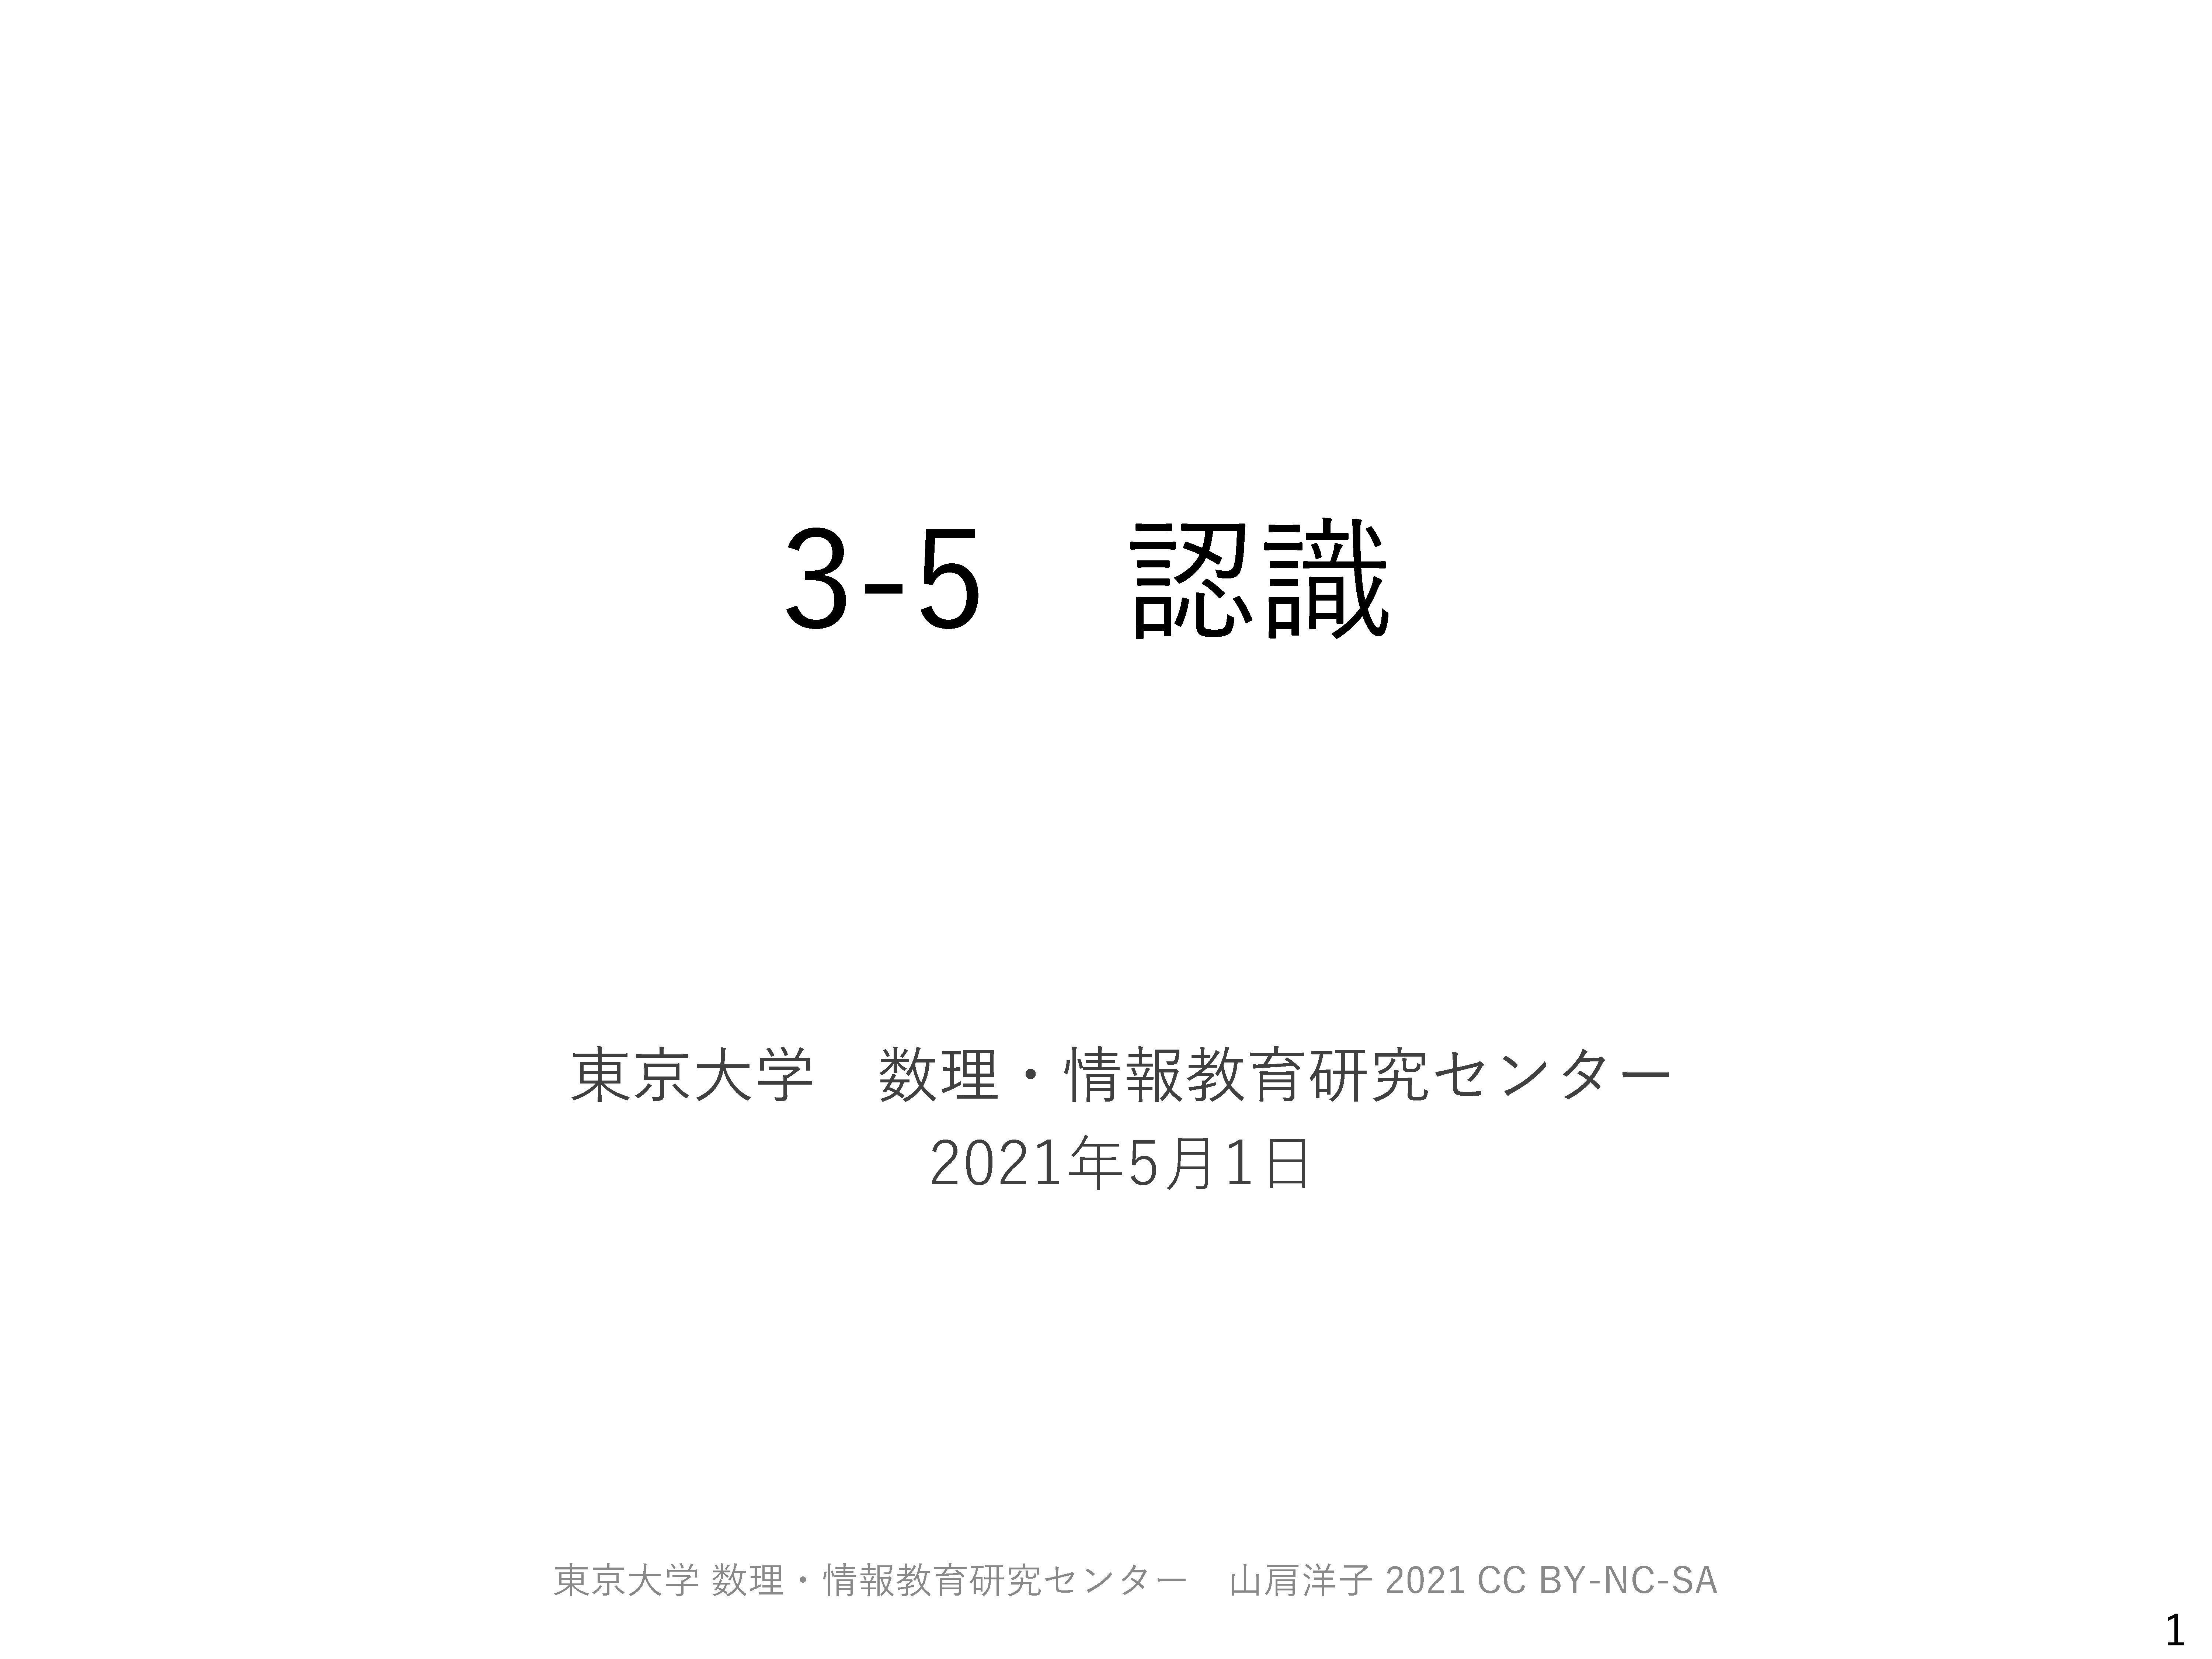 3-5　認識
東京大学　数理・情報教育研究センター
2021年5月1日
東京大学 数理・情報教育研究センター　山肩洋子 2021 CC BY-NC-SA
1